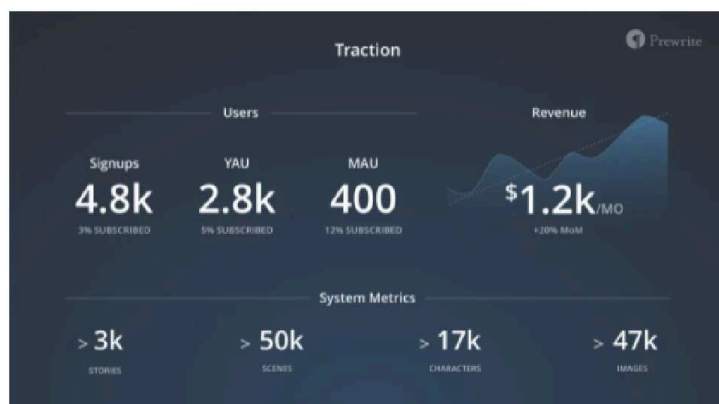 Traction
Prewrite
Users
Revenue
Signups YAU MAU
4.8k 2.8k 400 $1.2k/MO
3% SUBSCRIBED 5% SUBSCRIBED 12% SUBSCRIBED +20% MoM
System Metrics
> 3k > 50k > 17k > 47k
STORIES SCENES CHARACTERS IMAGES